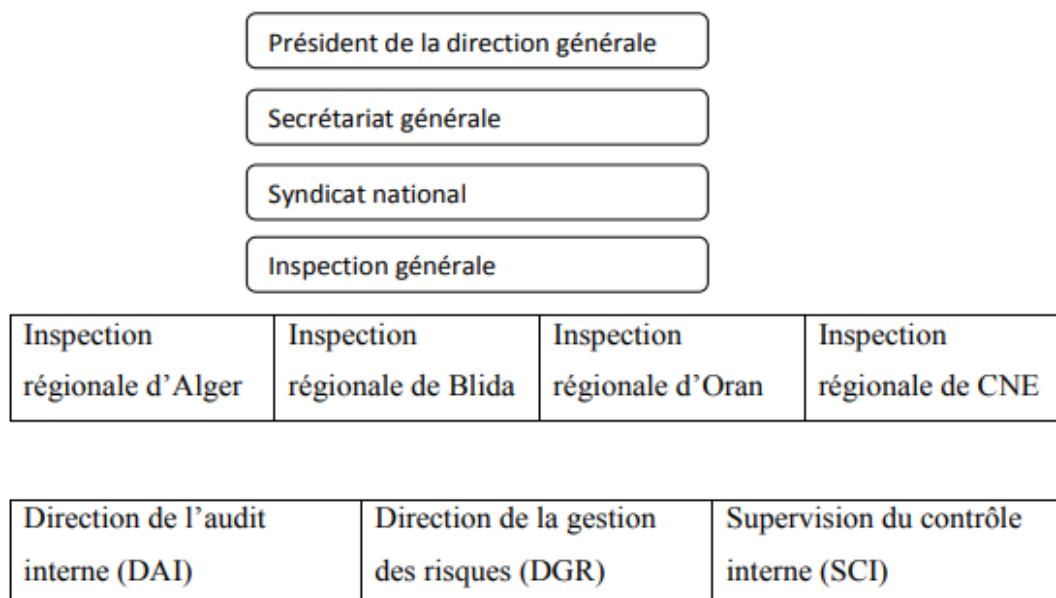 Président de la direction générale
Secrétariat générale
Syndicat national
Inspection générale
Inspection
régionale d’Alger
Inspection
régionale de Blida
Inspection
régionale d’Oran
Inspection
régionale de CNE
Direction de l’audit
interne (DAI)
Direction de la gestion
des risques (DGR)
Supervision du contrôle
interne (SCI)